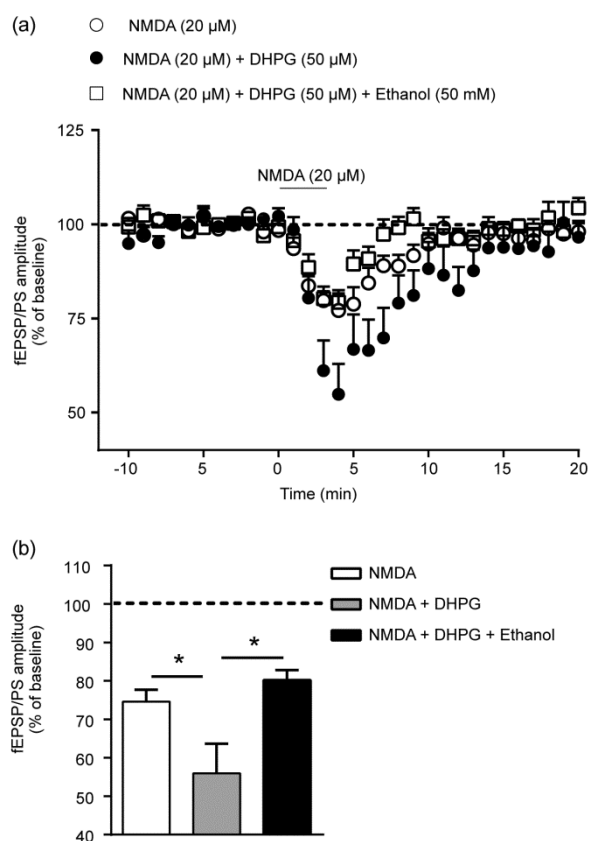 (a)
NMDA (20 µM)
NMDA (20 µM) + DHPG (50 µM)
NMDA (20 µM) + DHPG (50 µM) + Ethanol (50 mM)
fEPSP/PS amplitude
(% of baseline)
125
100
75
50
NMDA (20 µM)
-10 5 0 5 10 15 20
Time (min)
(b)
fEPSP/PS amplitude
(% of baseline)
110
100
90
80
70
60
50
40
* *
NMDA
NMDA + DHPG
NMDA + DHPG + Ethanol